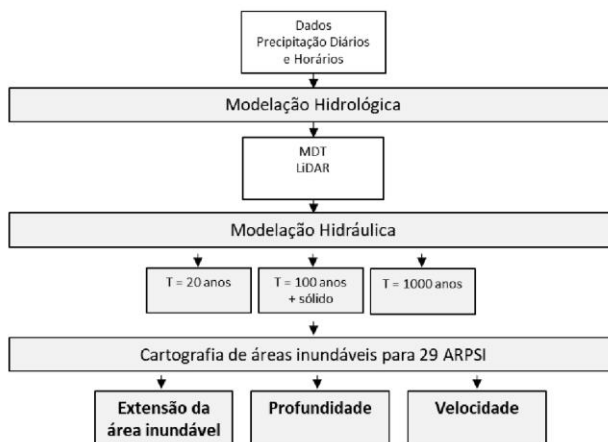 Dados
Precipitação Diários
e Horários
Modelação Hidrológica
MDT
LiDAR
Modelação Hidráulica
T = 20 anos
T = 100 anos
+ sólido
T = 1000 anos
Cartografia de áreas inundáveis para 29 ARPSI
Extensão da
área inundável
Profundidade
Velocidade